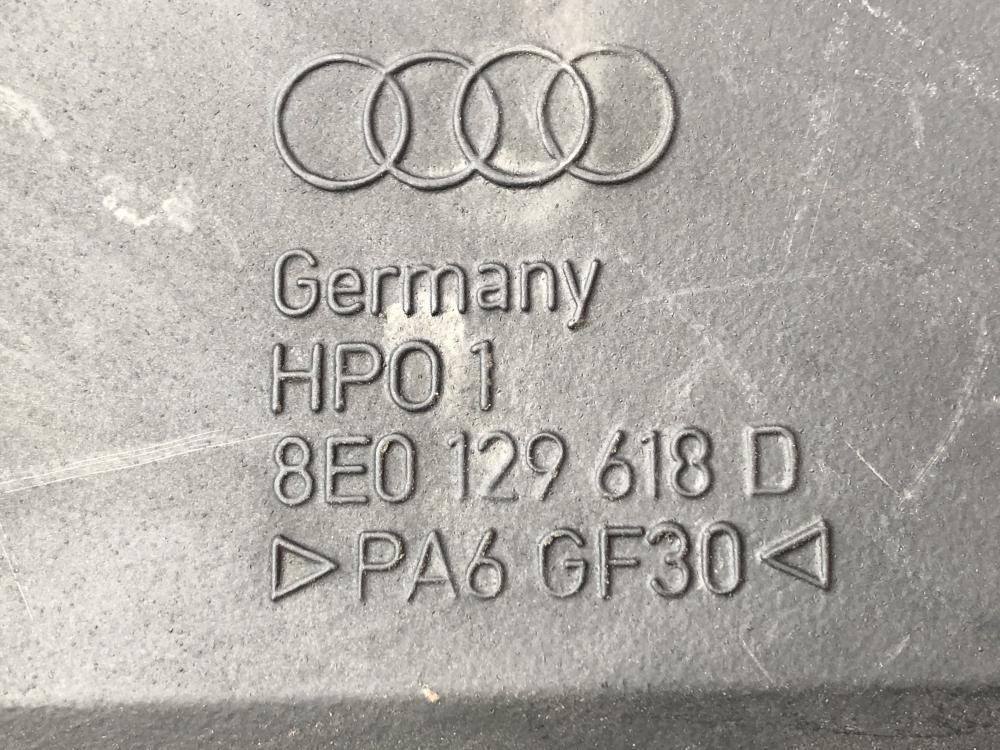 Germany
HPO 1
8E0 129 618 D
▷PA6 GF30◁